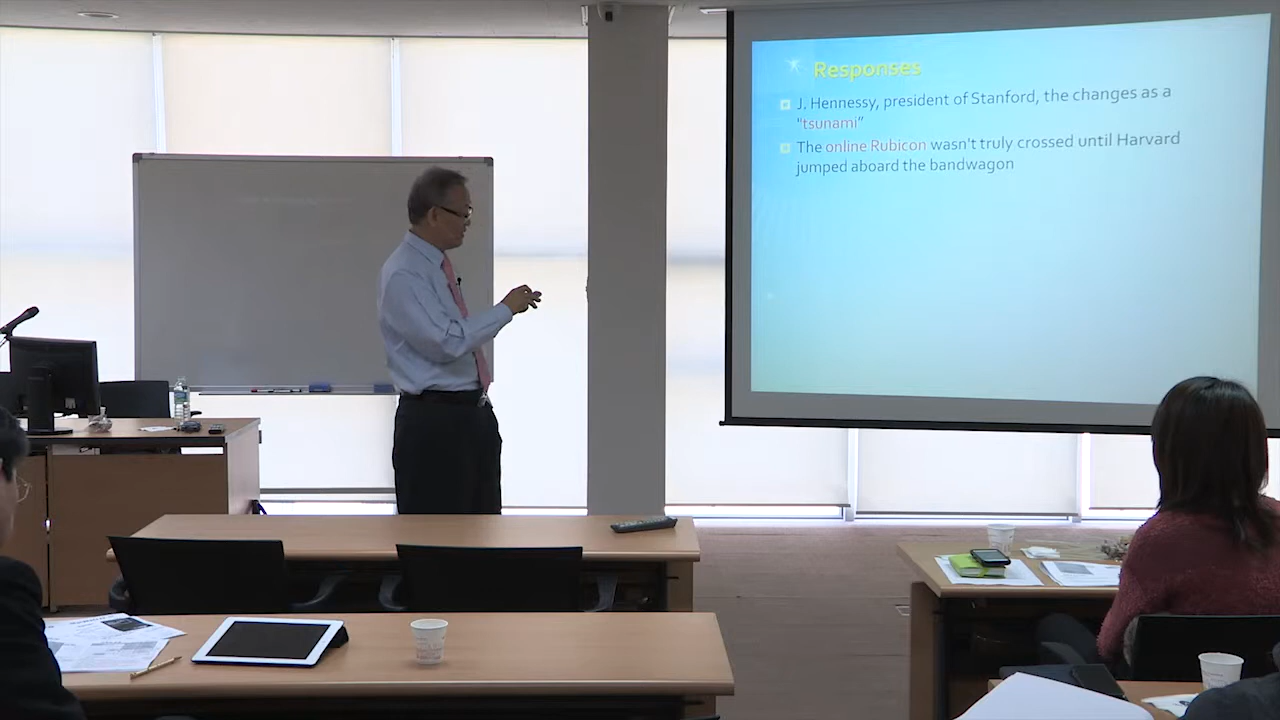 Responses
J. Hennessy, president of Stanford, the changes as a
"tsunami”
The online Rubicon wasn't truly crossed until Harvard
jumped aboard the bandwagon